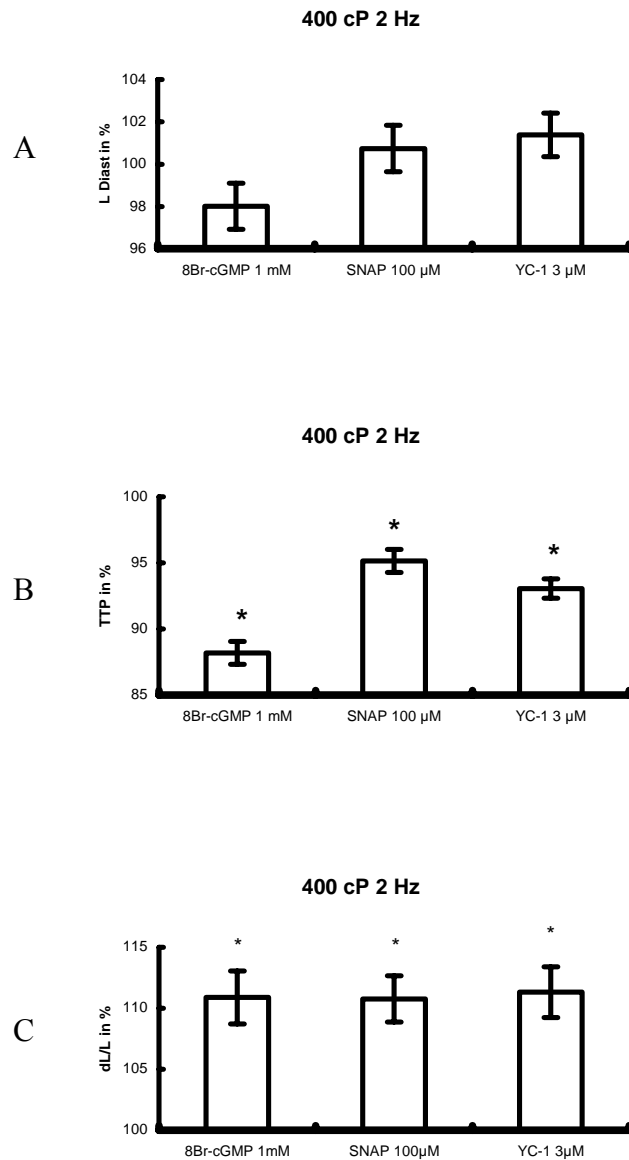 400 cP 2 Hz
A
L Diast in %
104
102
100
98
96
8Br-cGMP 1 mM SNAP 100 µM YC-1 3 µM
400 cP 2 Hz
B
TTP in %
100
95
90
85
* * *
8Br-cGMP 1 mM SNAP 100 µM YC-1 3 µM
400 cP 2 Hz
C
dL/L in %
115
110
105
100
* * *
8Br-cGMP 1mM SNAP 100µM YC-1 3µM